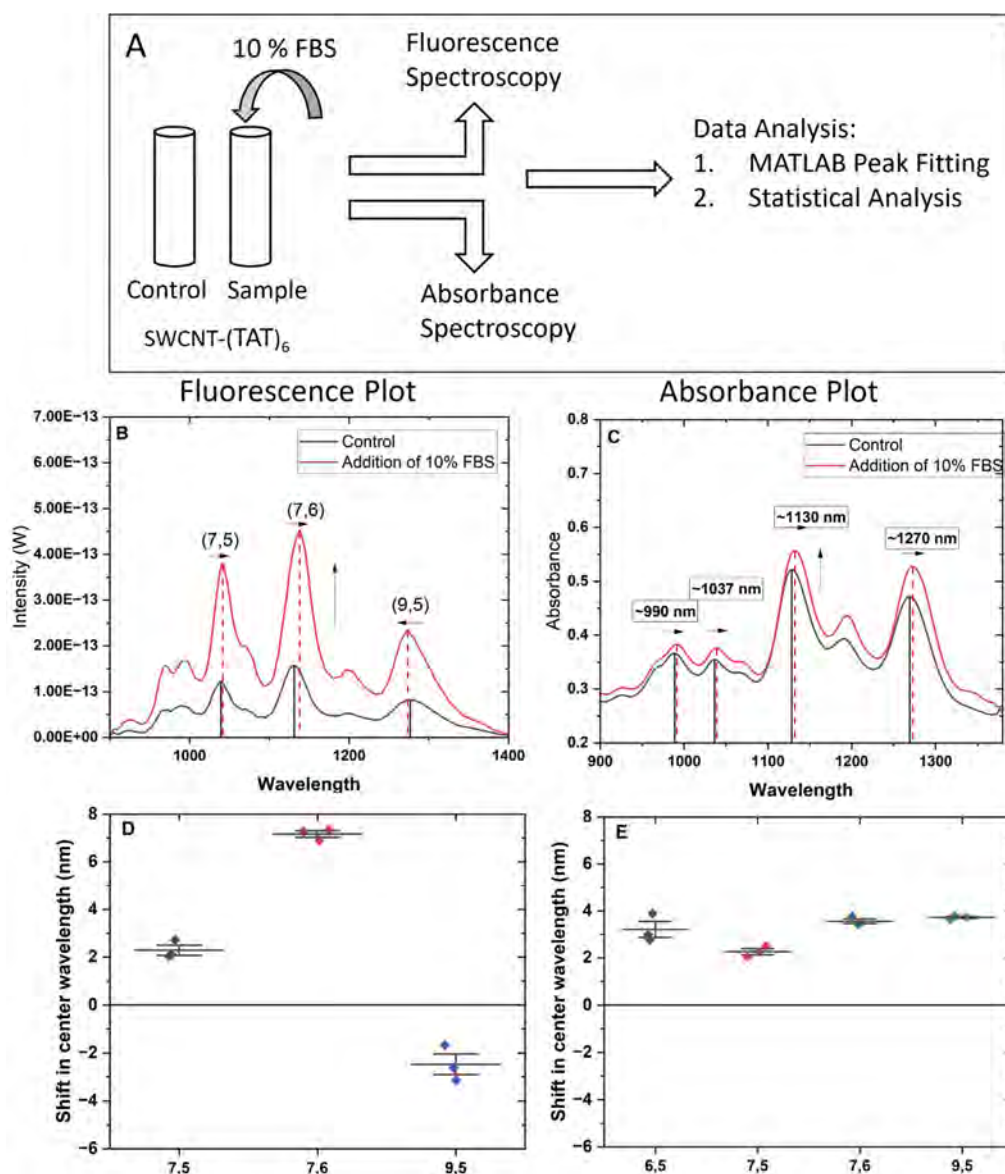 A
10 % FBS
Control
Sample
SWCNT-(TAT)6
Fluorescence
Spectroscopy
Absorbance
Spectroscopy
Data Analysis:
1. MATLAB Peak Fitting
2. Statistical Analysis
Fluorescence Plot
B
Control
Addition of 10% FBS
(7,5)
(7,6)
(9,5)
7.00E−13
6.00E−13
5.00E−13
4.00E−13
3.00E−13
2.00E−13
1.00E−13
0.00E+00
Intensity (W)
1000
1200
1400
Wavelength
Absorbance Plot
C
Control
Addition of 10% FBS
~990 nm
~1037 nm
~1130 nm
~1270 nm
0.8
0.7
0.6
0.5
0.4
0.3
0.2
Absorbance
900
1000
1100
1200
1300
Wavelength
D
8
6
4
2
0
−2
−4
−6
Shift in center wavelength (nm)
7,5
7,6
9,5
E
8
6
4
2
0
−2
−4
−6
Shift in center wavelength (nm)
6,5
7,5
7,6
9,5